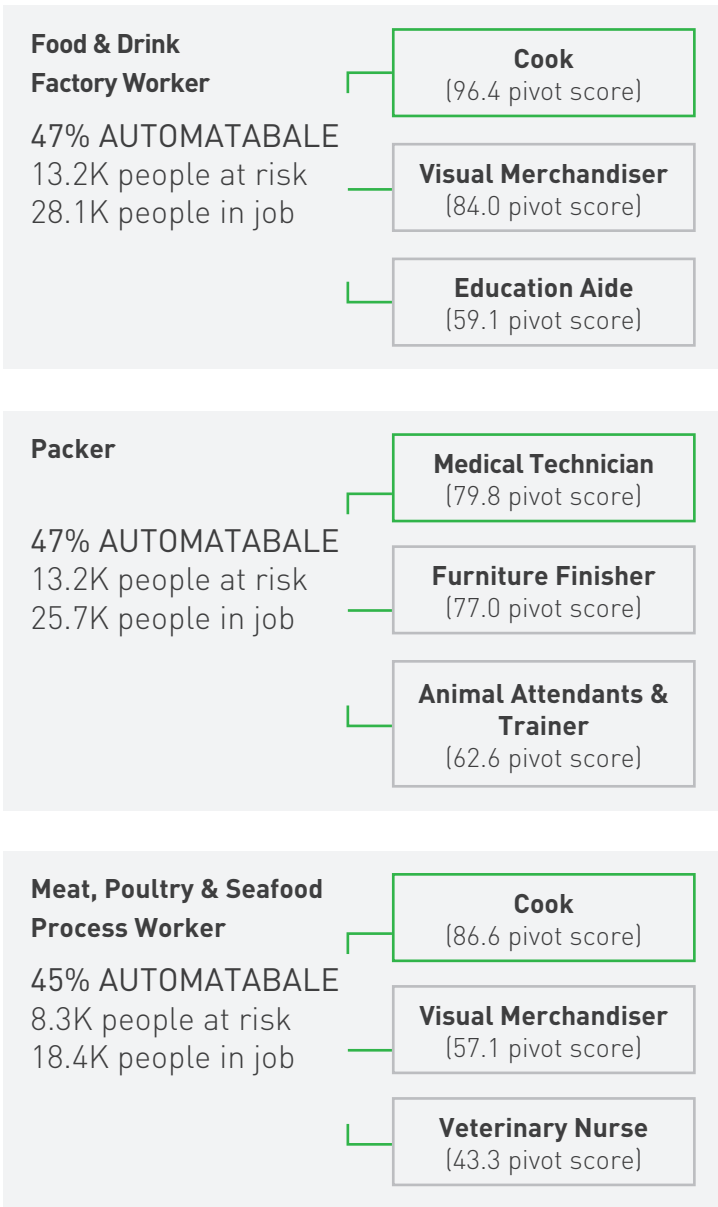 Food & Drink
Factory Worker
47% AUTOMATABALE
13.2K people at risk
28.1K people in job
Cook
(96.4 pivot score)
Visual Merchandiser
(84.0 pivot score)
Education Aide
(59.1 pivot score)
Packer
47% AUTOMATABALE
13.2K people at risk
25.7K people in job
Medical Technician
(79.8 pivot score)
Furniture Finisher
(77.0 pivot score)
Animal Attendants &
Trainer
(62.6 pivot score)
Meat, Poultry & Seafood
Process Worker
45% AUTOMATABALE
8.3K people at risk
18.4K people in job
Cook
(86.6 pivot score)
Visual Merchandiser
(57.1 pivot score)
Veterinary Nurse
(43.3 pivot score)